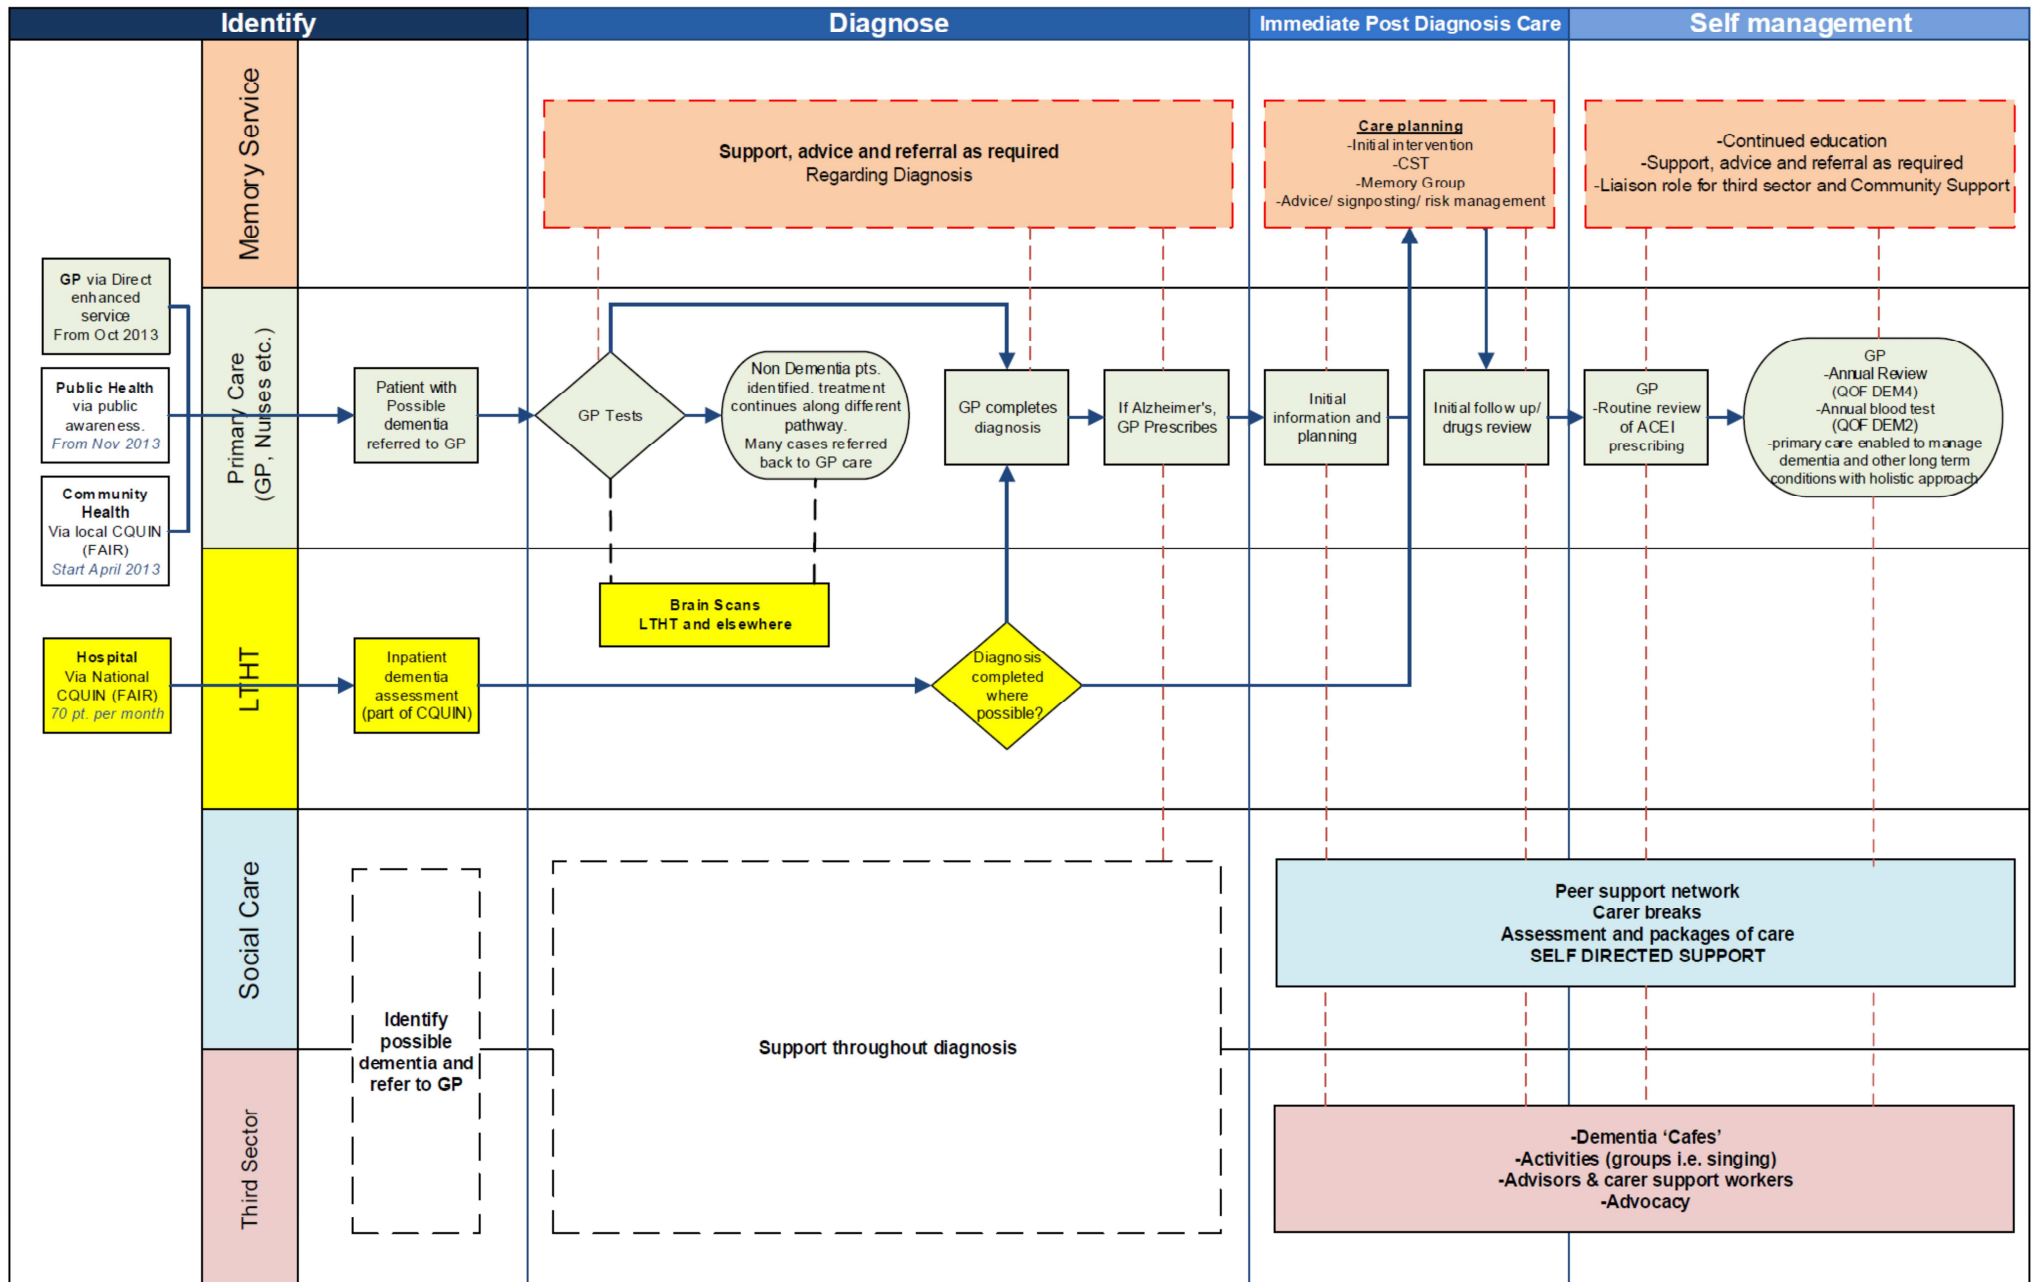 Identify
Diagnose
Immediate Post Diagnosis Care
Self management
Memory Service
Support, advice and referral as required
Regarding Diagnosis
Care planning
-Initial intervention
-CST
-Memory Group
-Advice/ signposting/ risk management
-Continued education
-Support, advice and referral as required
-Liaison role for third sector and Community Support
GP via Direct
enhanced
service
From Oct 2013
Public Health
via public
awareness.
From Nov 2013
Community
Health
Via local CQUIN
(FAIR)
Start April 2013
Primary Care
(GP, Nurses etc.)
Patient with
Possible
dementia
referred to GP
GP Tests
Non Dementia pts.
identified. treatment
continues along different
pathway.
Many cases referred
back to GP care
GP completes
diagnosis
If Alzheimer's,
GP Prescribes
Initial
information and
planning
Initial follow up/
drugs review
GP
-Routine review
of ACEI
prescribing
GP
-Annual Review
(QOF DEM4)
-Annual blood test
(QOF DEM2)
-primary care enabled to manage
dementia and other long term
conditions with holistic approach
Hospital
Via National
CQUIN (FAIR)
70 pt. per month
LTHT
Inpatient
dementia
assessment
(part of CQUIN)
Brain Scans
LTHT and elsewhere
Diagnosis
completed
where
possible?
Social Care
Third Sector
Identify
possible
dementia and
refer to GP
Support throughout diagnosis
Peer support network
Carer breaks
Assessment and packages of care
SELF DIRECTED SUPPORT
-Dementia ‘Cafes’
-Activities (groups i.e. singing)
-Advisors & carer support workers
-Advocacy